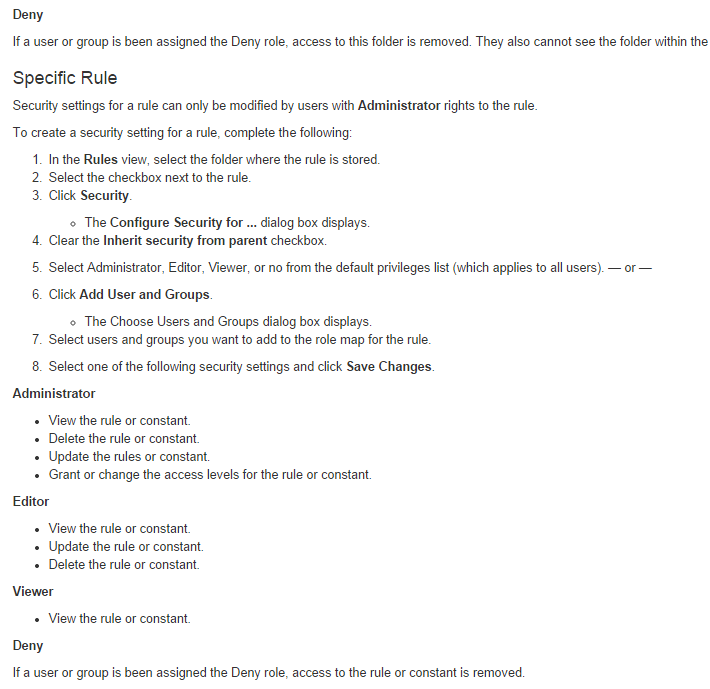 Deny
If a user or group is been assigned the Deny role, access to this folder is removed. They also cannot see the folder within the
Specific Rule
Security settings for a rule can only be modified by users with Administrator rights to the rule.
To create a security setting for a rule, complete the following:
1. In the Rules view, select the folder where the rule is stored.
2. Select the checkbox next to the rule.
3. Click Security.
The Configure Security for ... dialog box displays.
4. Clear the Inherit security from parent checkbox.
5. Select Administrator, Editor, Viewer, or no from the default privileges list (which applies to all users). — or —
6. Click Add User and Groups.
The Choose Users and Groups dialog box displays.
7. Select users and groups you want to add to the role map for the rule.
8. Select one of the following security settings and click Save Changes.
Administrator
View the rule or constant.
Delete the rule or constant.
Update the rules or constant.
Grant or change the access levels for the rule or constant.
Editor
View the rule or constant.
Update the rule or constant.
Delete the rule or constant.
Viewer
View the rule or constant.
Deny
If a user or group is been assigned the Deny role, access to the rule or constant is removed.